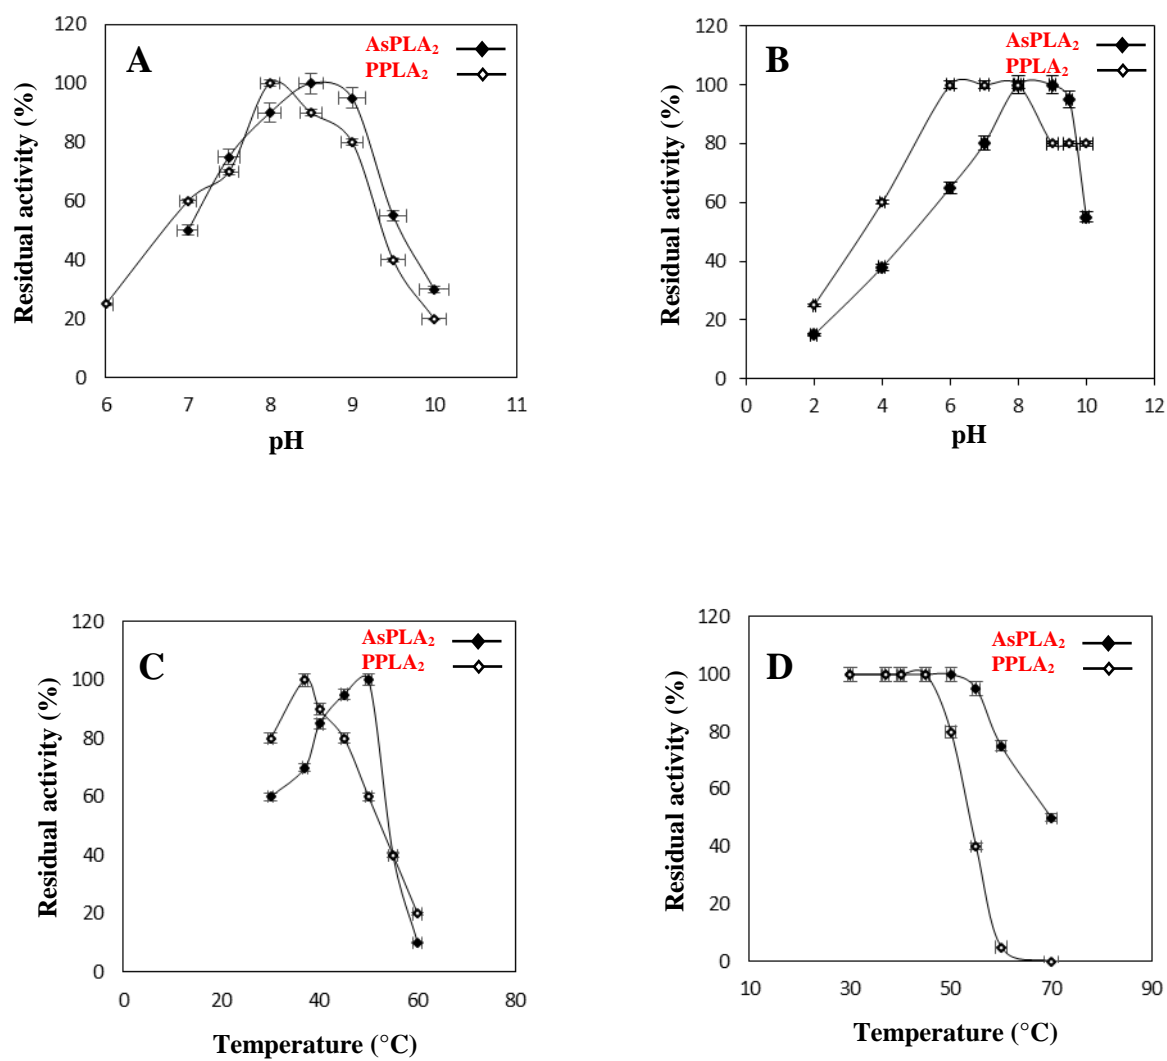 A
AsPLA₂
PPLA₂
120
100
80
60
40
20
0
Residual activity (%)
6 7 8 9 10 11
pH
B
AsPLA₂
PPLA₂
120
100
80
60
40
20
0
Residual activity (%)
0 2 4 6 8 10 12
pH
C
AsPLA₂
PPLA₂
120
100
80
60
40
20
0
Residual activity (%)
0 20 40 60 80
Temperature (°C)
D
AsPLA₂
PPLA₂
120
100
80
60
40
20
0
Residual activity (%)
10 30 50 70 90
Temperature (°C)